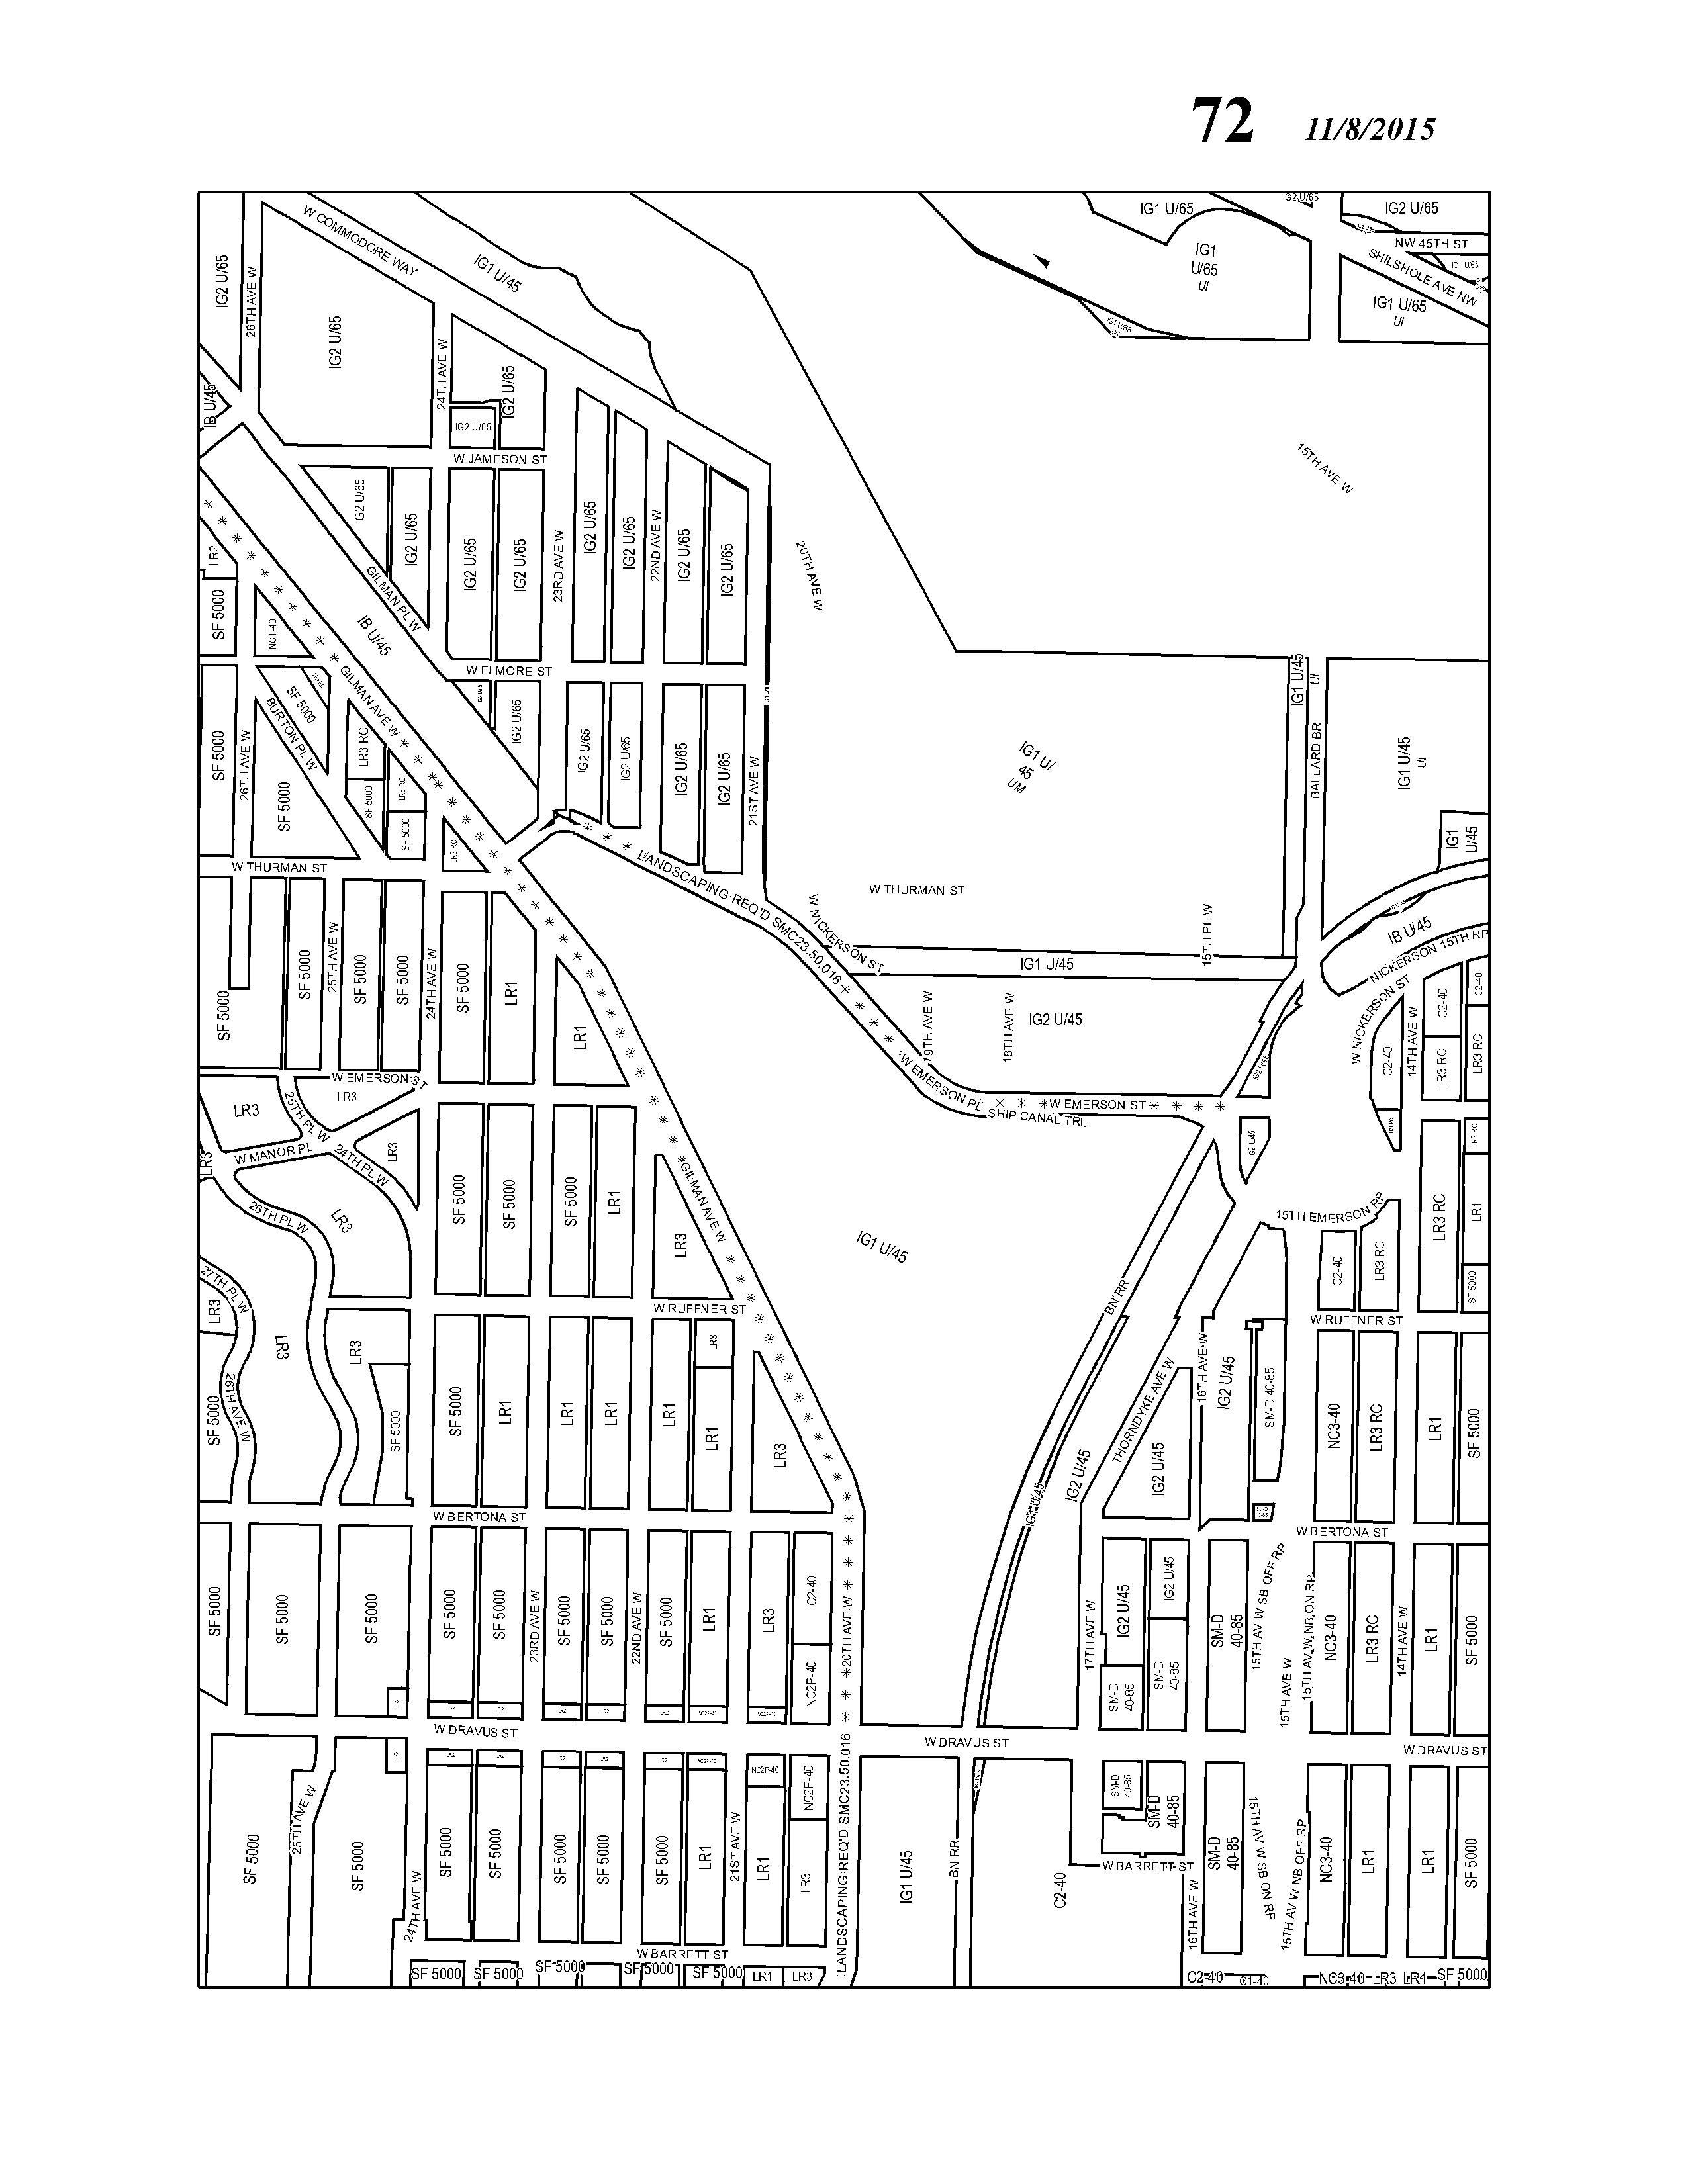 72 11/8/2015
IG1 U/65
IG2 U/65
IG2 U/65
NW 45TH ST
SHILSHOLE AVE NW
IG1 U/65
IG1
U/65
UI
IG1 U/65
UI
IG1 U/65
W COMMODORE WAY
IG1 U/45
IG2 U/65
26TH AVE W
IG2 U/65
24TH AVE W
IG2 U/65
IG2 U/65
IB U/45
W JAMESON ST
15TH AVE W
IG2 U/65
IG2 U/65
IG2 U/65
IG2 U/65
23RD AVE W
IG2 U/65
IG2 U/65
22ND AVE W
IG2 U/65
IG2 U/65
20TH AVE W
LR2
SF 5000
NC1-40
GILMAN PL W
IB U/45
W ELMORE ST
SF 5000
BURTON PL W
GILMAN AVE W
SF 5000
26TH AVE W
SF 5000
LR3 RC
SF 5000
LR3 RC
SF 5000
LR3 RC
IG2 U/65
IG2 U/65
IG2 U/65
IG2 U/65
IG2 U/65
21ST AVE W
IG1 U/
45
UM
IG1 U/45
UI
BALLARD BR
IG1 U/45
UI
IG1
U/45
W THURMAN ST
LANDSCAPING REQ'D SMC23.50.016
W NICKERSON ST
W THURMAN ST
15TH PL W
IG1 U/45
IB U/45
NICKERSON 15TH RP
W NICKERSON ST
SF 5000
SF 5000
25TH AVE W
SF 5000
SF 5000
24TH AVE W
SF 5000
LR1
LR1
19TH AVE W
18TH AVE W
IG2 U/45
IG2 U/45
C2-40
14TH AVE W
C2-40
LR3 RC
C2-40
LR3 RC
W EMERSON ST
W EMERSON PL
W EMERSON ST
SHIP CANAL TRL
LR3
25TH PL W
LR3
W MANOR PL
24TH PL W
LR3
LR3
26TH PL W
LR3
27TH PL W
LR3
SF 5000
26TH AVE W
LR3
LR3
SF 5000
SF 5000
SF 5000
SF 5000
LR1
LR3
GILMAN AVE W
IG1 U/45
IG2 U/45
15TH EMERSON RP
C2-40
LR3 RC
LR3 RC
LR3 RC
LR1
SF 5000
W RUFFNER ST
W RUFFNER ST
BN RR
SF 5000
LR1
LR1
LR1
LR1
LR3
LR1
LR3
IG1 U/45
IG2 U/45
THORNDYKE AVE W
IG2 U/45
16TH AVE W
IG2 U/45
SM-D 40-85
NC3-40
LR3 RC
LR1
SF 5000
W BERTONA ST
W BERTONA ST
SF 5000
SF 5000
SF 5000
SF 5000
SF 5000
23RD AVE W
SF 5000
SF 5000
22ND AVE W
SF 5000
LR1
LR3
C2-40
NC2P-40
20TH AVE W
17TH AVE W
IG2 U/45
IG2 U/45
SM-D
40-85
SM-D
40-85
SM-D
40-85
15TH AV W SB OFF RP
15TH AVE W
15TH AV W NB ON RP
NC3-40
LR3 RC
14TH AVE W
LR1
SF 5000
W DRAVUS ST
W DRAVUS ST
W DRAVUS ST
SF 5000
25TH AVE W
SF 5000
24TH AVE W
SF 5000
SF 5000
SF 5000
SF 5000
SF 5000
LR1
21ST AVE W
NC2P-40
LR1
NC2P-40
LR3
LANDSCAPING REQ'D SMC23.50.016
IG1 U/45
BN RR
C2-40
SM-D
40-85
SM-D
40-85
W BARRETT ST
16TH AVE W
SM-D
40-85
15TH AV W SB ON RP
15TH AV W NB OFF RP
NC3-40
LR1
LR1
SF 5000
W BARRETT ST
SF 5000
SF 5000
SF 5000
SF 5000
SF 5000
LR1
LR3
C2-40
C1-40
NC3-40
LR3
LR1
SF 5000